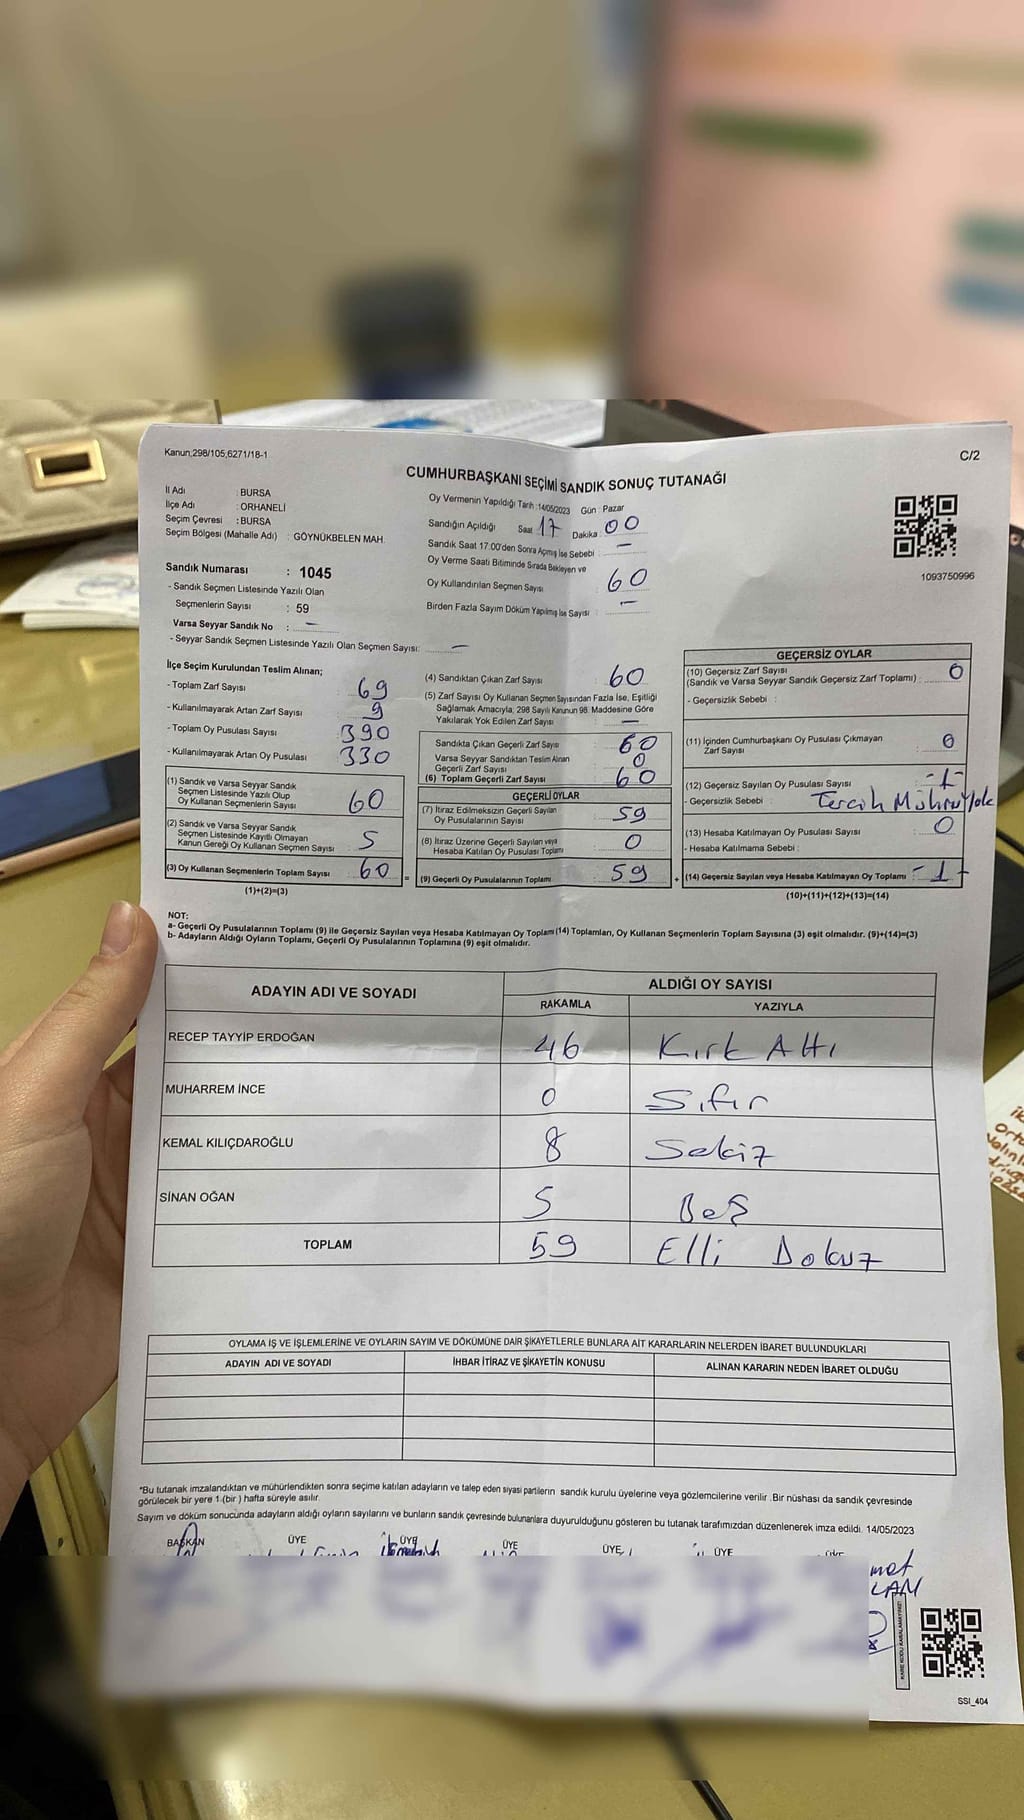 Kanun,298/105,6271/18-1
C/2
CUMHURBAŞKANI SEÇİMİ SANDIK SONUÇ TUTANAĞI
İl Adı : BURSA
İlçe Adı : ORHANELİ
Seçim Çevresi : BURSA
Seçim Bölgesi (Mahalle Adı) : GÖYNÜKBELEN MAH.
Sandık Numarası : 1045
- Sandık Seçmen Listesinde Yazılı Olan
Seçmenlerin Sayısı : 59
Varsa Seyyar Sandık No : –
- Seyyar Sandık Seçmen Listesinde Yazılı Olan Seçmen Sayısı: –
Oy Vermenin Yapıldığı Tarih :14/05/2023 Gün : Pazar
Sandığın Açıldığı Saat 17 Dakika : 00
Sandık Saat 17.00'den Sonra Açılmış İse Sebebi : –
Oy Verme Saati Bitiminde Sırada Bekleyen ve
Oy Kullandırılan Seçmen Sayısı : 60
Birden Fazla Sayım Döküm Yapılmış İse Sayısı : –
1093750996
İlçe Seçim Kurulundan Teslim Alınan;
- Toplam Zarf Sayısı 69
- Kullanılmayarak Artan Zarf Sayısı 9
- Toplam Oy Pusulası Sayısı 390
- Kullanılmayarak Artan Oy Pusulası 330
(1) Sandık ve Varsa Seyyar Sandık
Seçmen Listesinde Yazılı Olup
Oy Kullanan Seçmenlerin Sayısı 60
(2) Sandık ve Varsa Seyyar Sandık
Seçmen Listesinde Kayıtlı Olmayan
Kanun Gereği Oy Kullanan Seçmen Sayısı 5
(3) Oy Kullanan Seçmenlerin Toplam Sayısı 60 =
(1)+(2)=(3)
(4) Sandıktan Çıkan Zarf Sayısı 60
(5) Zarf Sayısı Oy Kullanan Seçmen Sayısından Fazla İse, Eşitliği
Sağlamak Amacıyla, 298 Sayılı Kanunun 98. Maddesine Göre
Yakılarak Yok Edilen Zarf Sayısı –
Sandıkta Çıkan Geçerli Zarf Sayısı 60
Varsa Seyyar Sandıktan Teslim Alınan
Geçerli Zarf Sayısı 0
(6) Toplam Geçerli Zarf Sayısı 60
GEÇERLİ OYLAR
(7) İtiraz Edilmeksizin Geçerli Sayılan
Oy Pusulalarının Sayısı 59
(8) İtiraz Üzerine Geçerli Sayılan veya
Hesaba Katılan Oy Pusulası Toplamı 0
(9) Geçerli Oy Pusulalarının Toplamı 59 +
GEÇERSİZ OYLAR
(10) Geçersiz Zarf Sayısı
(Sandık ve Varsa Seyyar Sandık Geçersiz Zarf Toplamı) : 0
- Geçersizlik Sebebi :
(11) İçinden Cumhurbaşkanı Oy Pusulası Çıkmayan
Zarf Sayısı 0
(12) Geçersiz Sayılan Oy Pusulası Sayısı -1-
- Geçersizlik Sebebi : Tercih Mührü Yok
(13) Hesaba Katılmayan Oy Pusulası Sayısı 0
- Hesaba Katılmama Sebebi :
(14) Geçersiz Sayılan veya Hesaba Katılmayan Oy Toplamı -1-
(10)+(11)+(12)+(13)=(14)
NOT:
a- Geçerli Oy Pusulalarının Toplamı (9) ile Geçersiz Sayılan veya Hesaba Katılmayan Oy Toplamı (14) Toplamları, Oy Kullanan Seçmenlerin Toplam Sayısına (3) eşit olmalıdır. (9)+(14)=(3)
b- Adayların Aldığı Oyların Toplamı, Geçerli Oy Pusulalarının Toplamına (9) eşit olmalıdır.
ADAYIN ADI VE SOYADI
ALDIĞI OY SAYISI
RAKAMLA YAZIYLA
RECEP TAYYİP ERDOĞAN 46 Kırk Altı
MUHARREM İNCE 0 Sıfır
KEMAL KILIÇDAROĞLU 8 Sekiz
SİNAN OĞAN 5 Beş
TOPLAM 59 Elli Dokuz
OYLAMA İŞ VE İŞLEMLERİNE VE OYLARIN SAYIM VE DÖKÜMÜNE DAİR ŞİKAYETLERLE BUNLARA AİT KARARLARIN NELERDEN İBARET BULUNDUKLARI
ADAYIN ADI VE SOYADI İHBAR İTİRAZ VE ŞİKAYETİN KONUSU ALINAN KARARIN NEDEN İBARET OLDUĞU
*Bu tutanak imzalandıktan ve mühürlendikten sonra seçime katılan adayların ve talep eden siyasi partilerin sandık kurulu üyelerine veya gözlemcilerine verilir .Bir nüshası da sandık çevresinde
görülecek bir yere 1 (bir ) hafta süreyle asılır.
Sayım ve döküm sonucunda adayların aldığı oyların sayılarını ve bunların sandık çevresinde bulunanlara duyurulduğunu gösteren bu tutanak tarafımızdan düzenlenerek imza edildi. 14/05/2023
BAŞKAN ÜYE ÜYE ÜYE ÜYE ÜYE ÜYE
SSI_404